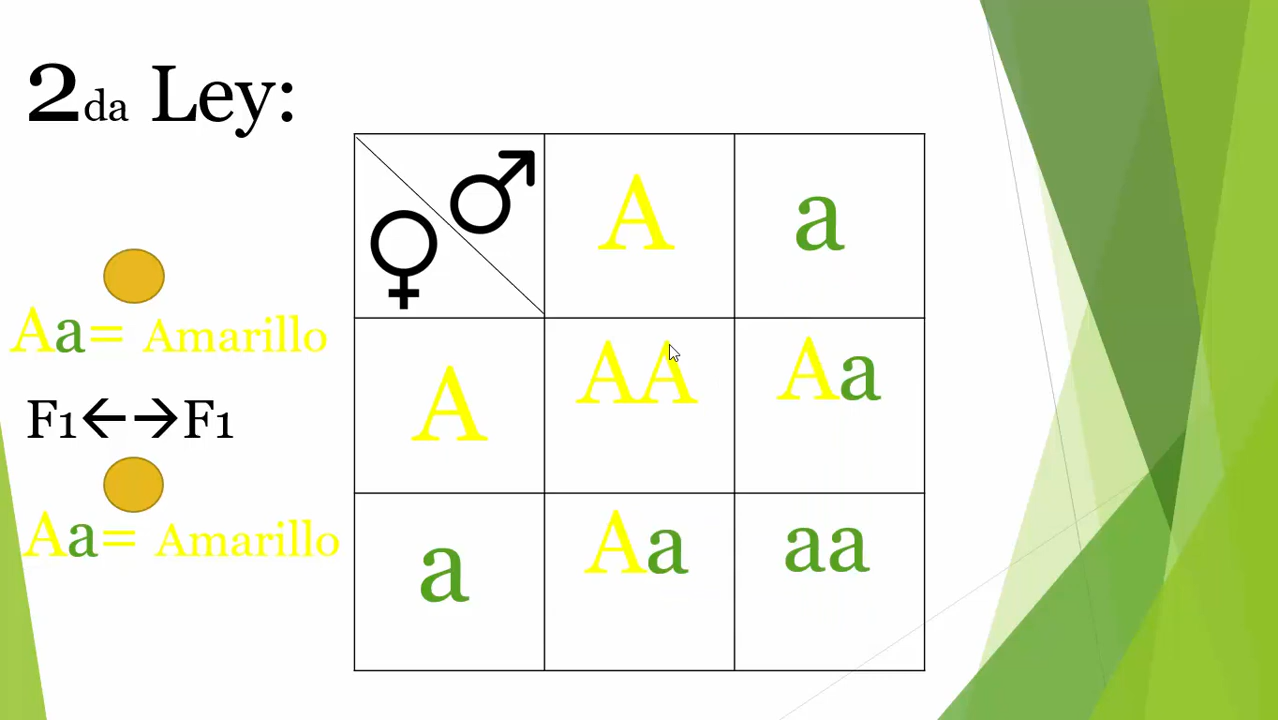 2da Ley:
♀ ♂ A a
Aa= Amarillo
A AA Aa
F1←→F1
Aa= Amarillo
a Aa aa